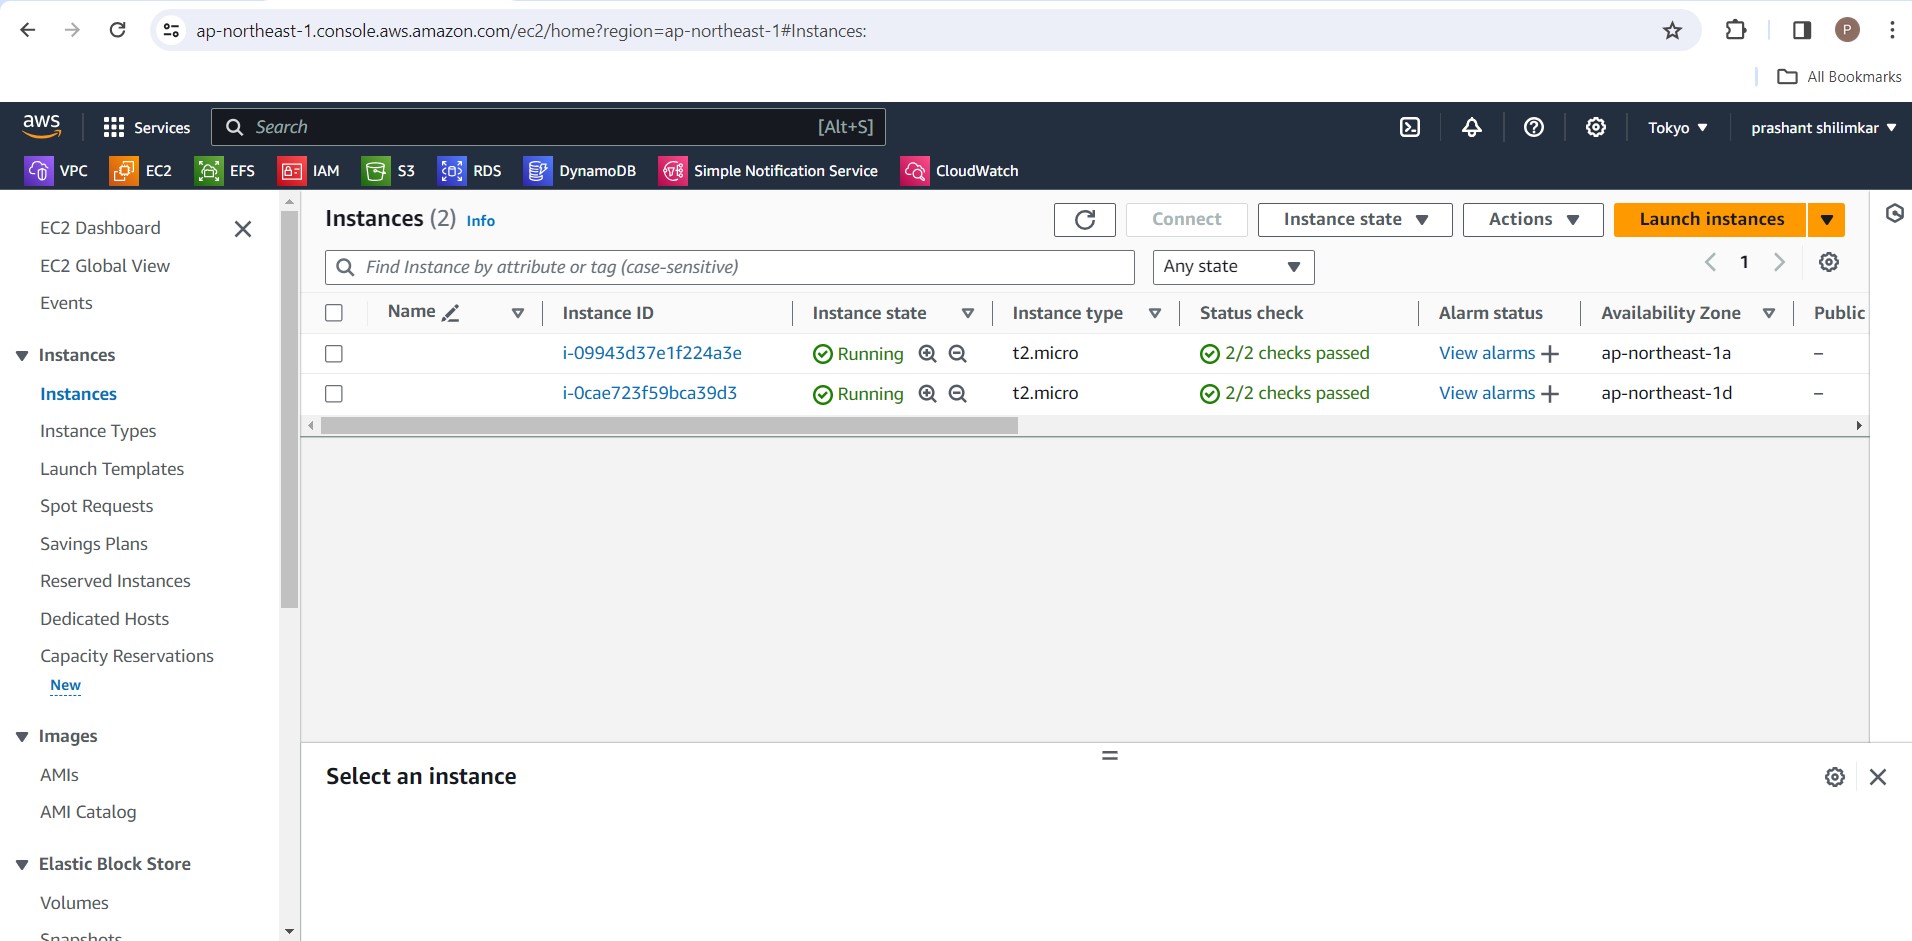 ap-northeast-1.console.aws.amazon.com/ec2/home?region=ap-northeast-1#Instances:
P
All Bookmarks
aws
Services
Search
[Alt+S]
Tokyo
prashant shilimkar
VPC
EC2
EFS
IAM
S3
RDS
DynamoDB
Simple Notification Service
CloudWatch
EC2 Dashboard
EC2 Global View
Events
Instances
Instances
Instance Types
Launch Templates
Spot Requests
Savings Plans
Reserved Instances
Dedicated Hosts
Capacity Reservations
New
Images
AMIs
AMI Catalog
Elastic Block Store
Volumes
Snapshots
Instances (2) Info
Connect
Instance state
Actions
Launch instances
Find Instance by attribute or tag (case-sensitive)
Any state
1
Name Instance ID Instance state Instance type Status check Alarm status Availability Zone Public
i-09943d37e1f224a3e Running t2.micro 2/2 checks passed View alarms + ap-northeast-1a –
i-0cae723f59bca39d3 Running t2.micro 2/2 checks passed View alarms + ap-northeast-1d –
Select an instance